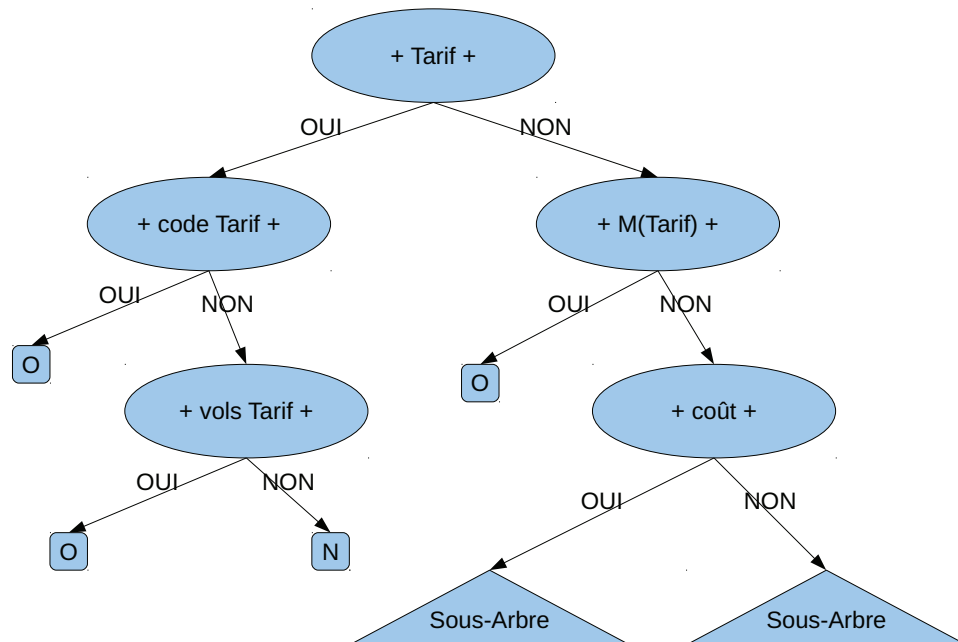 + Tarif +
OUI
NON
+ code Tarif +
+ M(Tarif) +
OUI
NON
OUI
NON
O
O
+ vols Tarif +
+ coût +
OUI
NON
OUI
NON
O
N
Sous-Arbre
Sous-Arbre